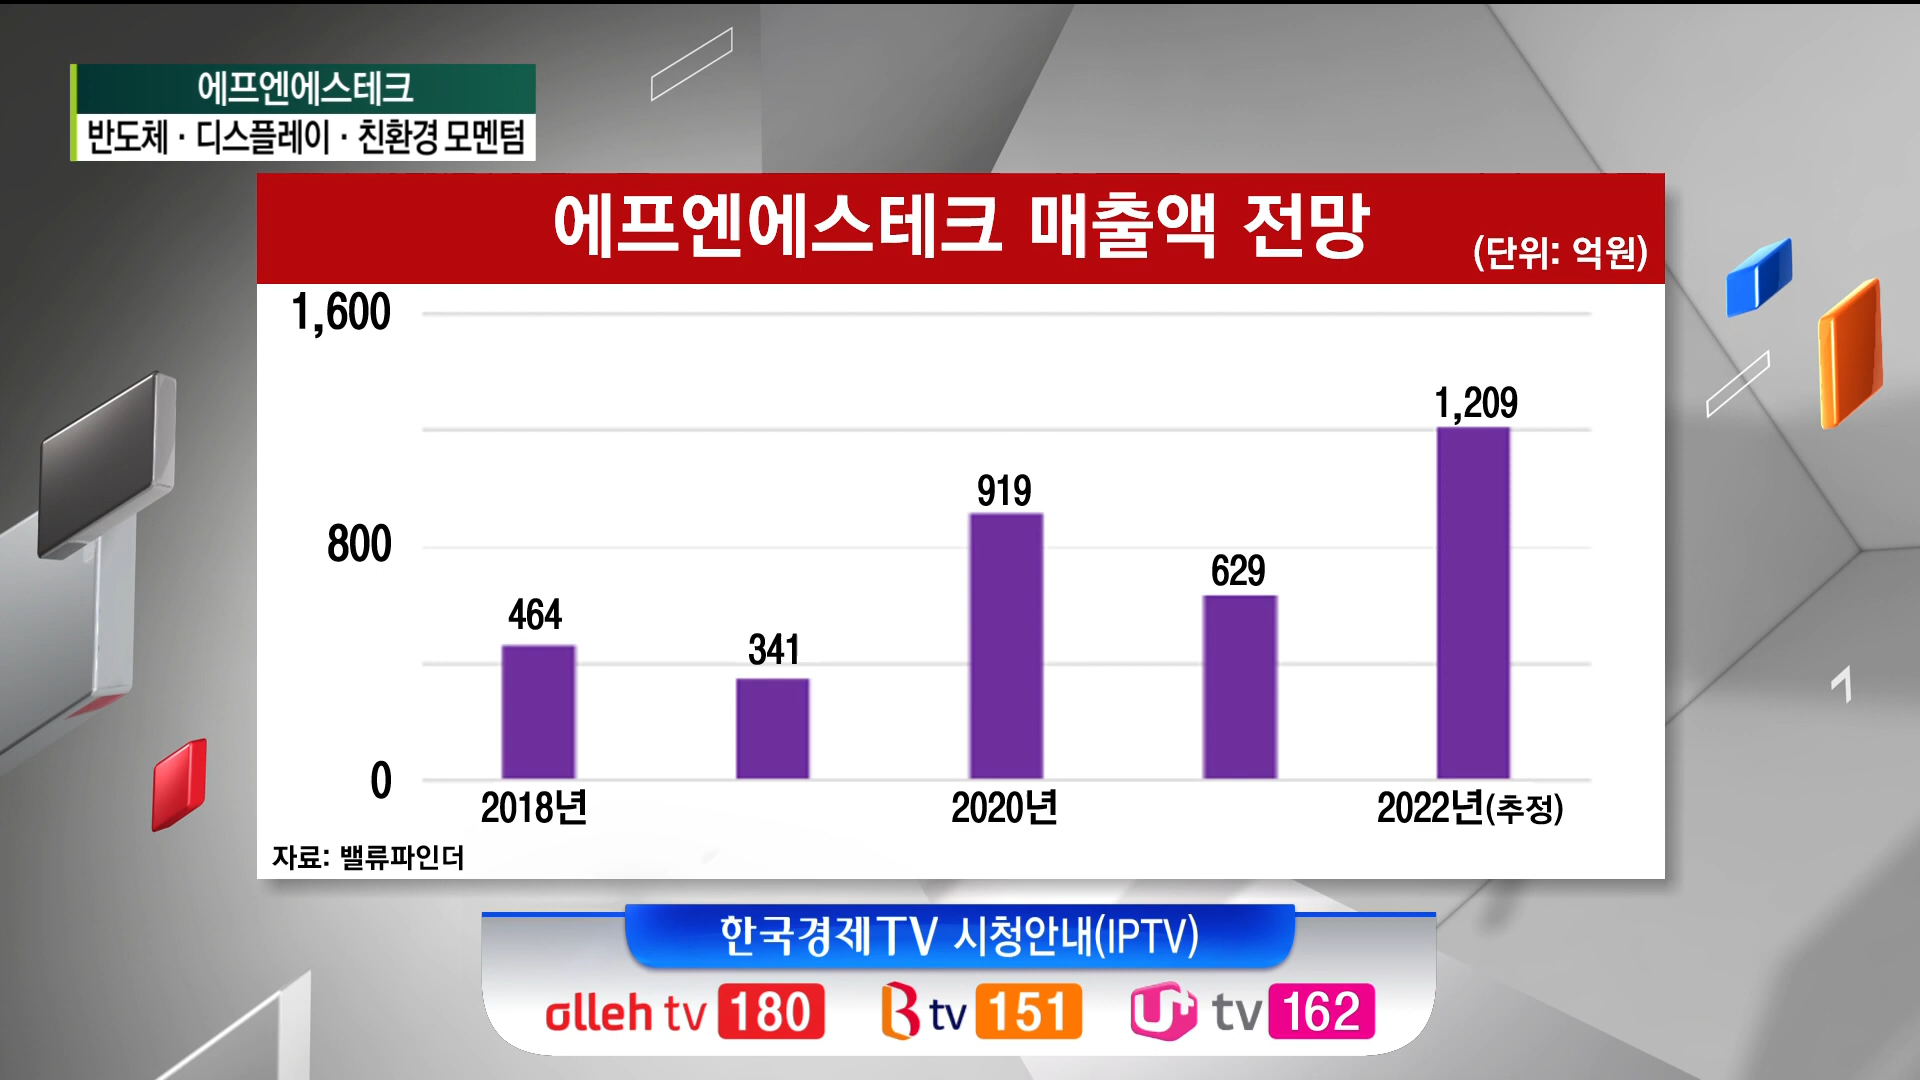 에프엔에스테크
반도체 · 디스플레이 · 친환경 모멘텀
에프엔에스테크 매출액 전망
(단위: 억원)
1,600
800
0
464
341
919
629
1,209
2018년
2020년
2022년(추정)
자료: 밸류파인더
한국경제TV 시청안내(IPTV)
olleh tv 180
B tv 151
U+ tv 162